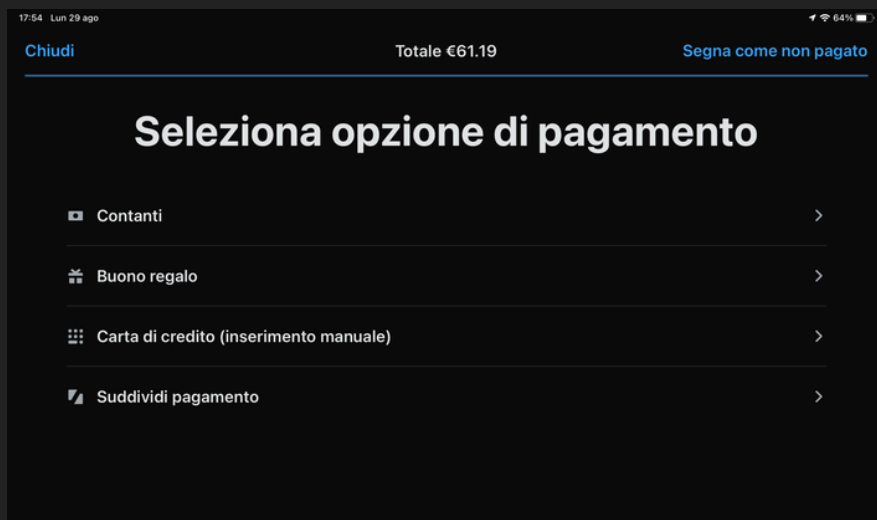 17:54 Lun 29 ago 64%
Chiudi Totale €61.19 Segna come non pagato
Seleziona opzione di pagamento
Contanti
Buono regalo
Carta di credito (inserimento manuale)
Suddividi pagamento